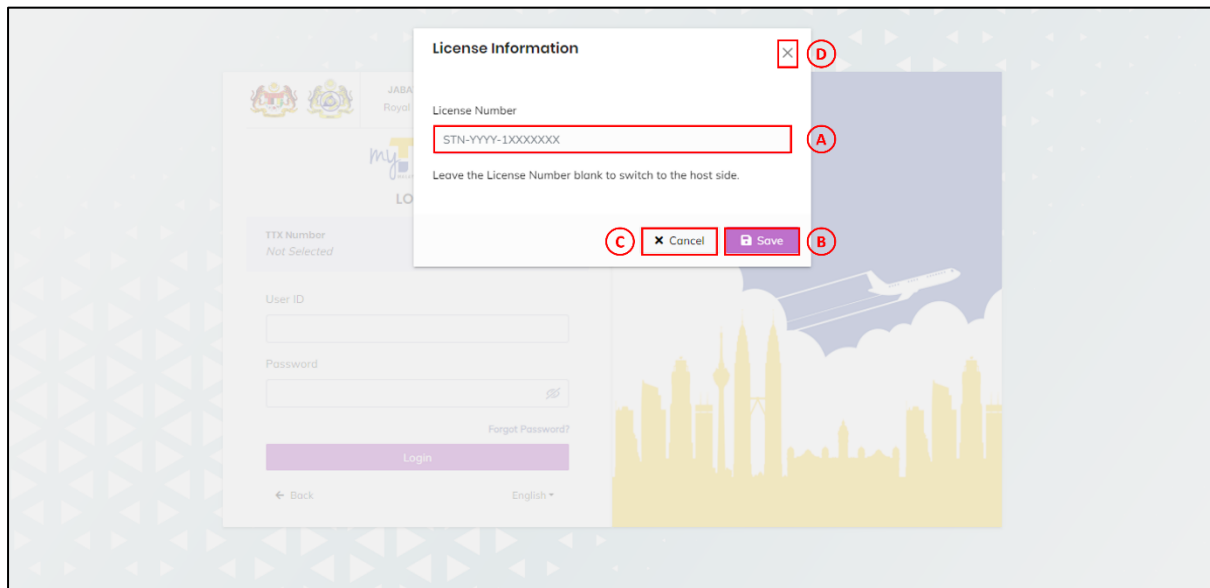 License Information
D
License Number
STN-YYYY-1XXXXXXX
A
Leave the License Number blank to switch to the host side.
C
Cancel
Save
B
JABA
Royal
my
LO
TTX Number
Not Selected
User ID
Password
Forgot Password?
Login
Back
English